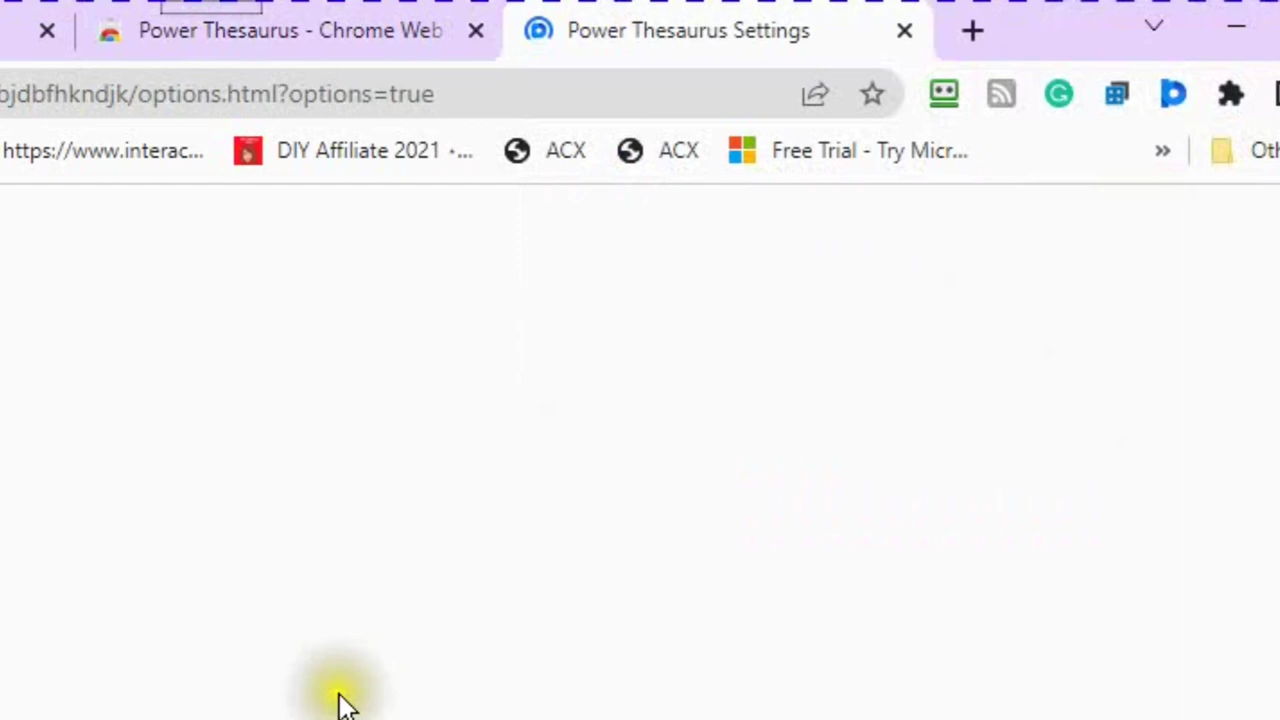 Power Thesaurus - Chrome Web
Power Thesaurus Settings
bjdbfhkndjk/options.html?options=true
https://www.interac...
DIY Affiliate 2021 •...
ACX
ACX
Free Trial - Try Micr...
»
Oth